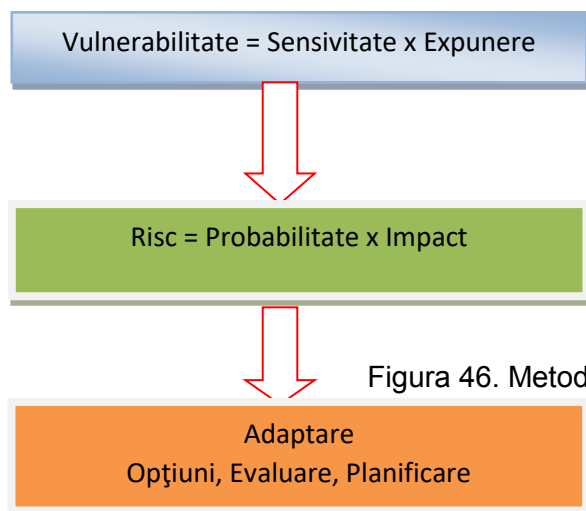 Vulnerabilitate = Sensivitate x Expunere
Risc = Probabilitate x Impact
Figura 46. Metod
Adaptare
Opţiuni, Evaluare, Planificare